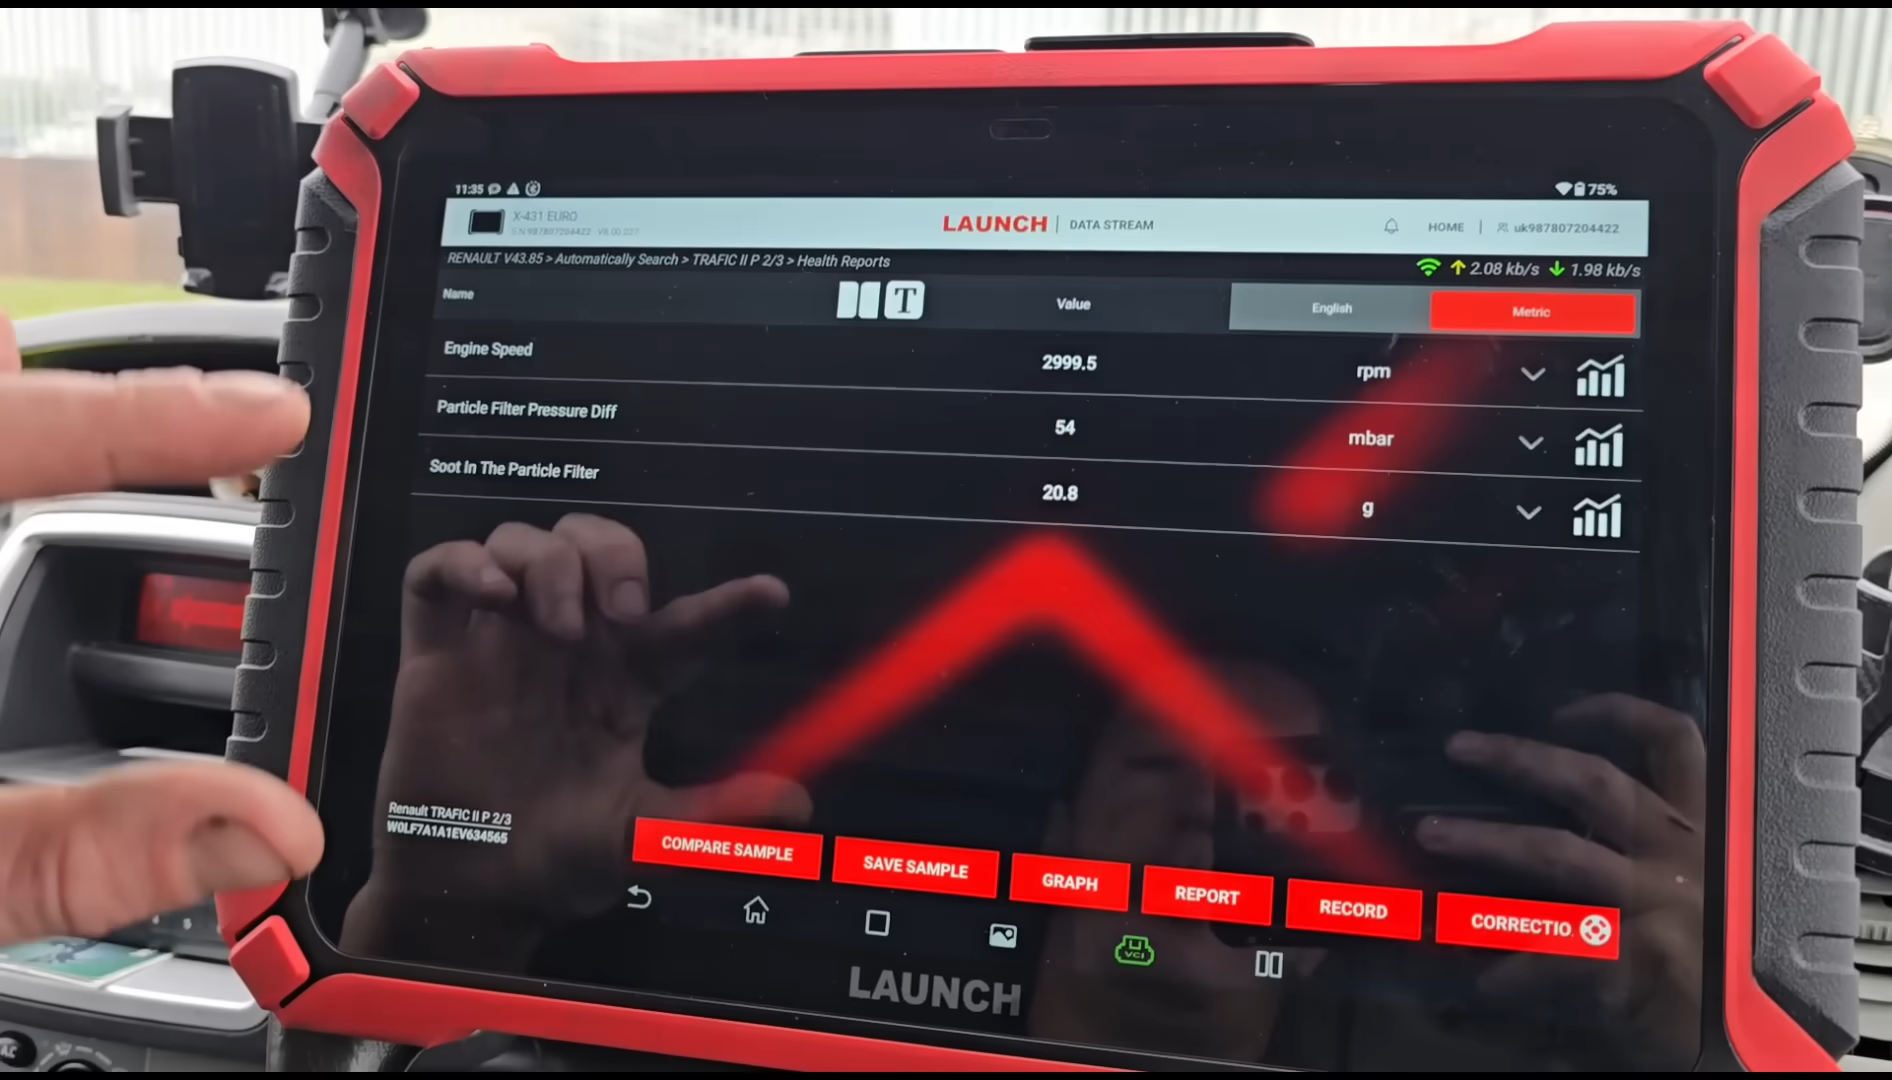 11:35 75%
X-431 EURO
S.N 987807204422 V8.00.027
LAUNCH DATA STREAM
HOME uk987807204422
RENAULT V43.85 > Automatically Search > TRAFIC II P 2/3 > Health Reports
2.08 kb/s 1.98 kb/s
Name T Value English Metric
Engine Speed 2999.5 rpm
Particle Filter Pressure Diff 54 mbar
Soot In The Particle Filter 20.8 g
Renault TRAFIC II P 2/3
W0LF7A1A1EV634565
COMPARE SAMPLE SAVE SAMPLE GRAPH REPORT RECORD CORRECTIO.
VCI
LAUNCH
AC